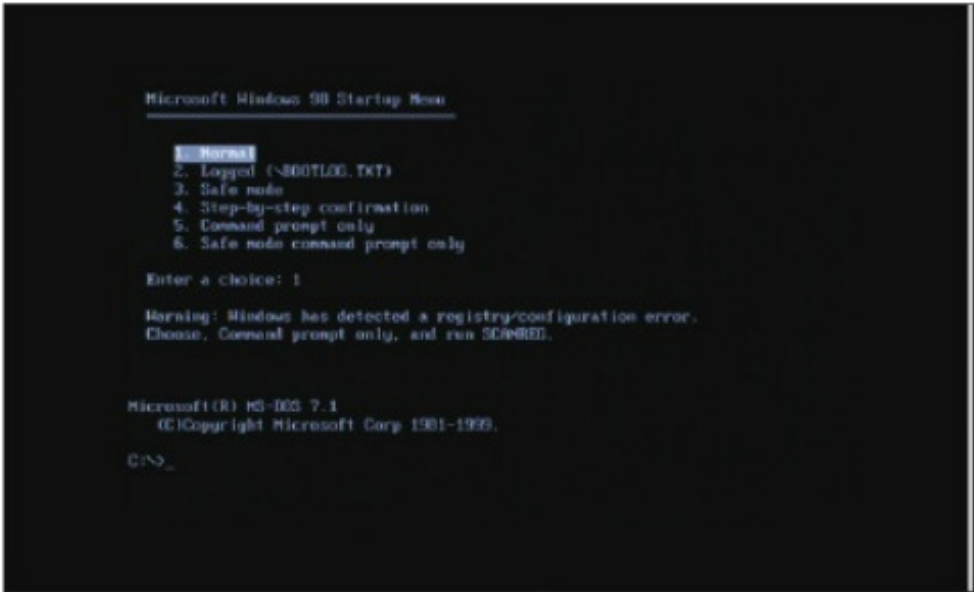 Microsoft Windows 98 Startup Menu
1. Normal
2. Logged (\BOOTLOG.TXT)
3. Safe mode
4. Step-by-step confirmation
5. Command prompt only
6. Safe mode command prompt only
Enter a choice: 1
Warning: Windows has detected a registry/configuration error.
Choose, Command prompt only, and run SCANREG.
Microsoft(R) MS-DOS 7.1
(C)Copyright Microsoft Corp 1981-1999.
C:\>_